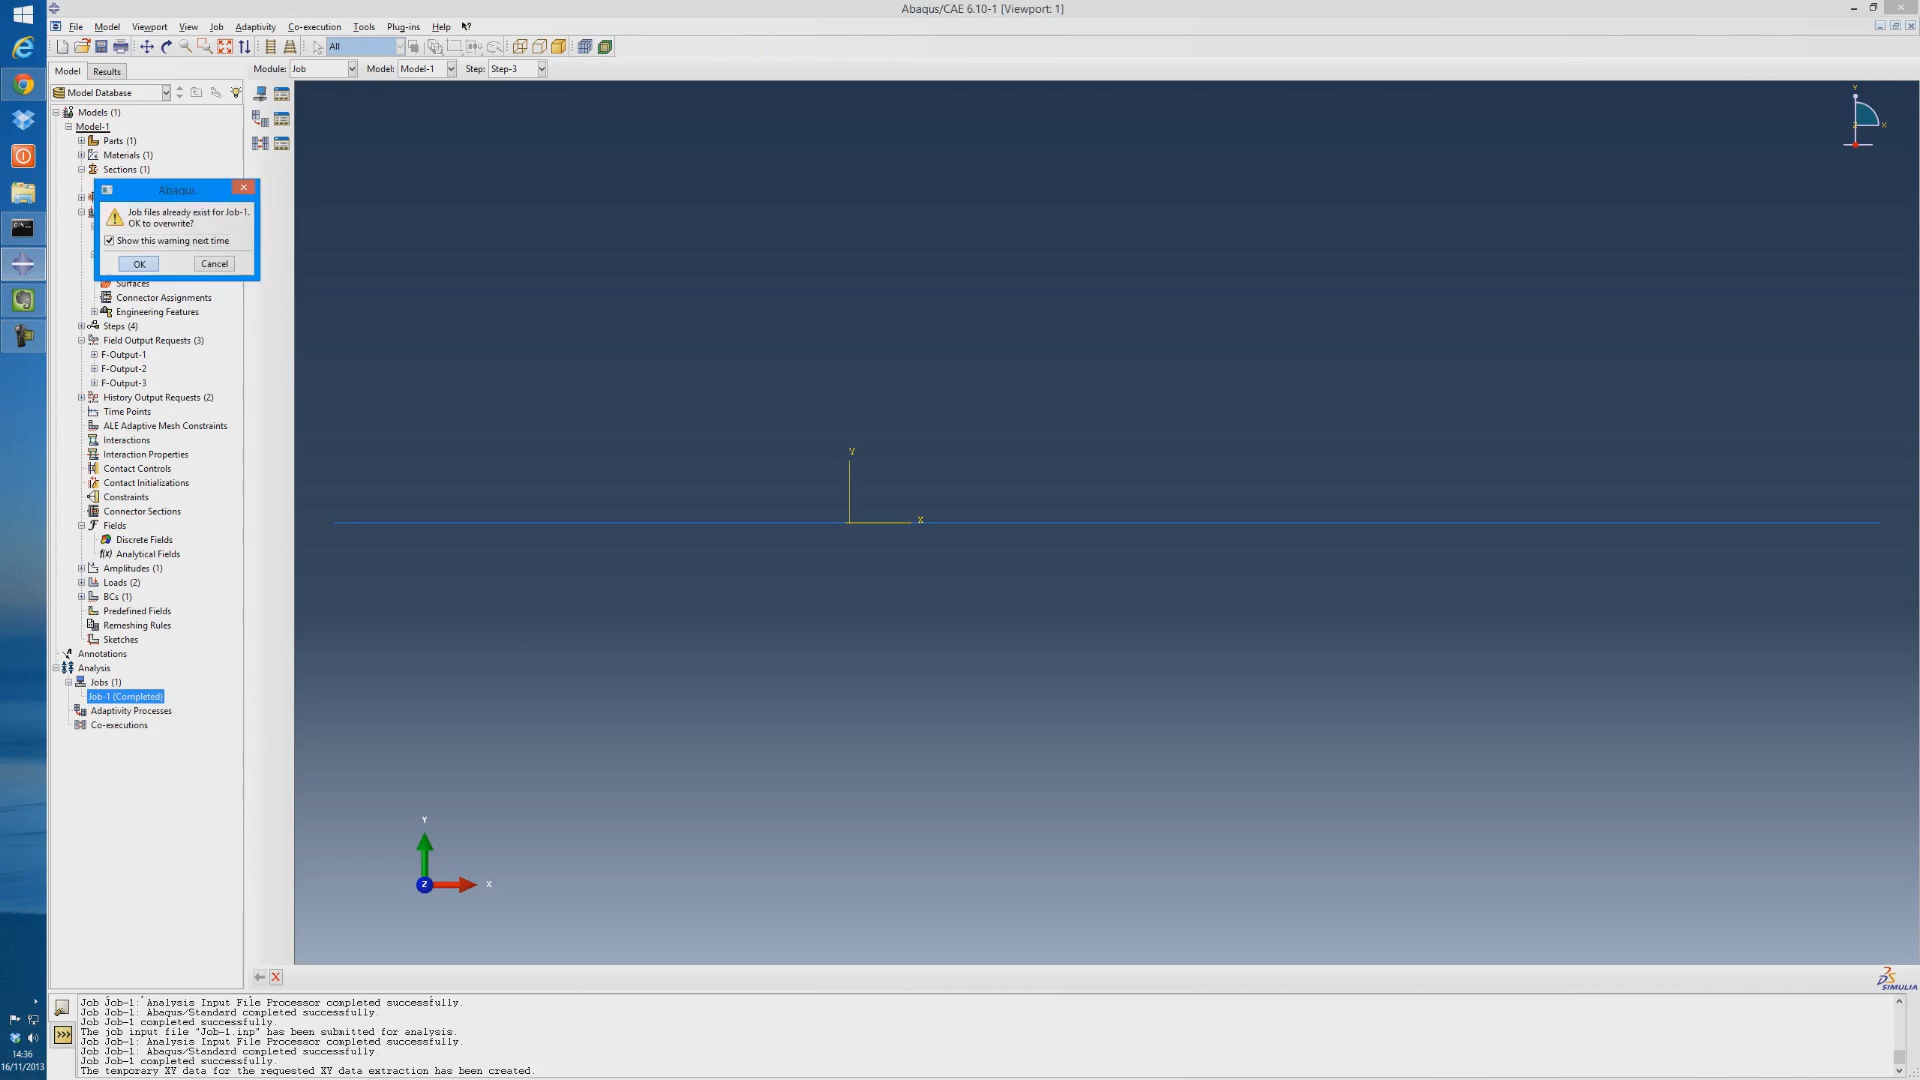 Abaqus/CAE 6.10-1 [Viewport: 1]
File Model Viewport View Job Adaptivity Co-execution Tools Plug-ins Help
All
Model Results
Module: Job Model: Model-1 Step: Step-3
Model Database
Models (1)
Model-1
Parts (1)
Materials (1)
Sections (1)
Abaqus
Job files already exist for Job-1.
OK to overwrite?
Show this warning next time
OK Cancel
Surfaces
Connector Assignments
Engineering Features
Steps (4)
Field Output Requests (3)
F-Output-1
F-Output-2
F-Output-3
History Output Requests (2)
Time Points
ALE Adaptive Mesh Constraints
Interactions
Interaction Properties
Contact Controls
Contact Initializations
Constraints
Connector Sections
Fields
Discrete Fields
f(x) Analytical Fields
Amplitudes (1)
Loads (2)
BCs (1)
Predefined Fields
Remeshing Rules
Sketches
Annotations
Analysis
Jobs (1)
Job-1 (Completed)
Adaptivity Processes
Co-executions
Y
X
Z
Y
X
Y
Z
X
SIMULIA
Job Job-1: Analysis Input File Processor completed successfully.
Job Job-1: Abaqus/Standard completed successfully.
Job Job-1 completed successfully.
The job input file "Job-1.inp" has been submitted for analysis.
Job Job-1: Analysis Input File Processor completed successfully.
Job Job-1: Abaqus/Standard completed successfully.
Job Job-1 completed successfully.
The temporary XY data for the requested XY data extraction has been created.
>>>
14:36
16/11/2013